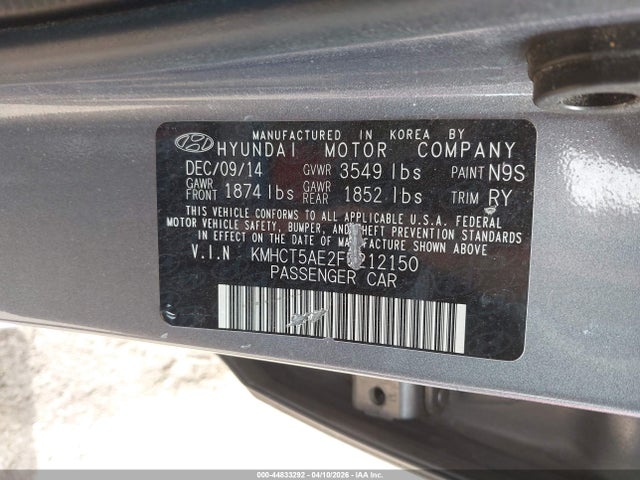 MANUFACTURED IN KOREA BY
HYUNDAI MOTOR COMPANY
DEC/09/14 GVWR 3549 lbs PAINT N9S
GAWR FRONT 1874 lbs GAWR REAR 1852 lbs TRIM RY
THIS VEHICLE CONFORMS TO ALL APPLICABLE U.S.A. FEDERAL
MOTOR VEHICLE SAFETY, BUMPER, AND THEFT PREVENTION STANDARDS
IN EFFECT ON THE DATE OF MANUFACTURE SHOWN ABOVE.
V.I.N
PASSENGER CAR
000-44833292 - 04/10/2026 - IAAI, Inc.